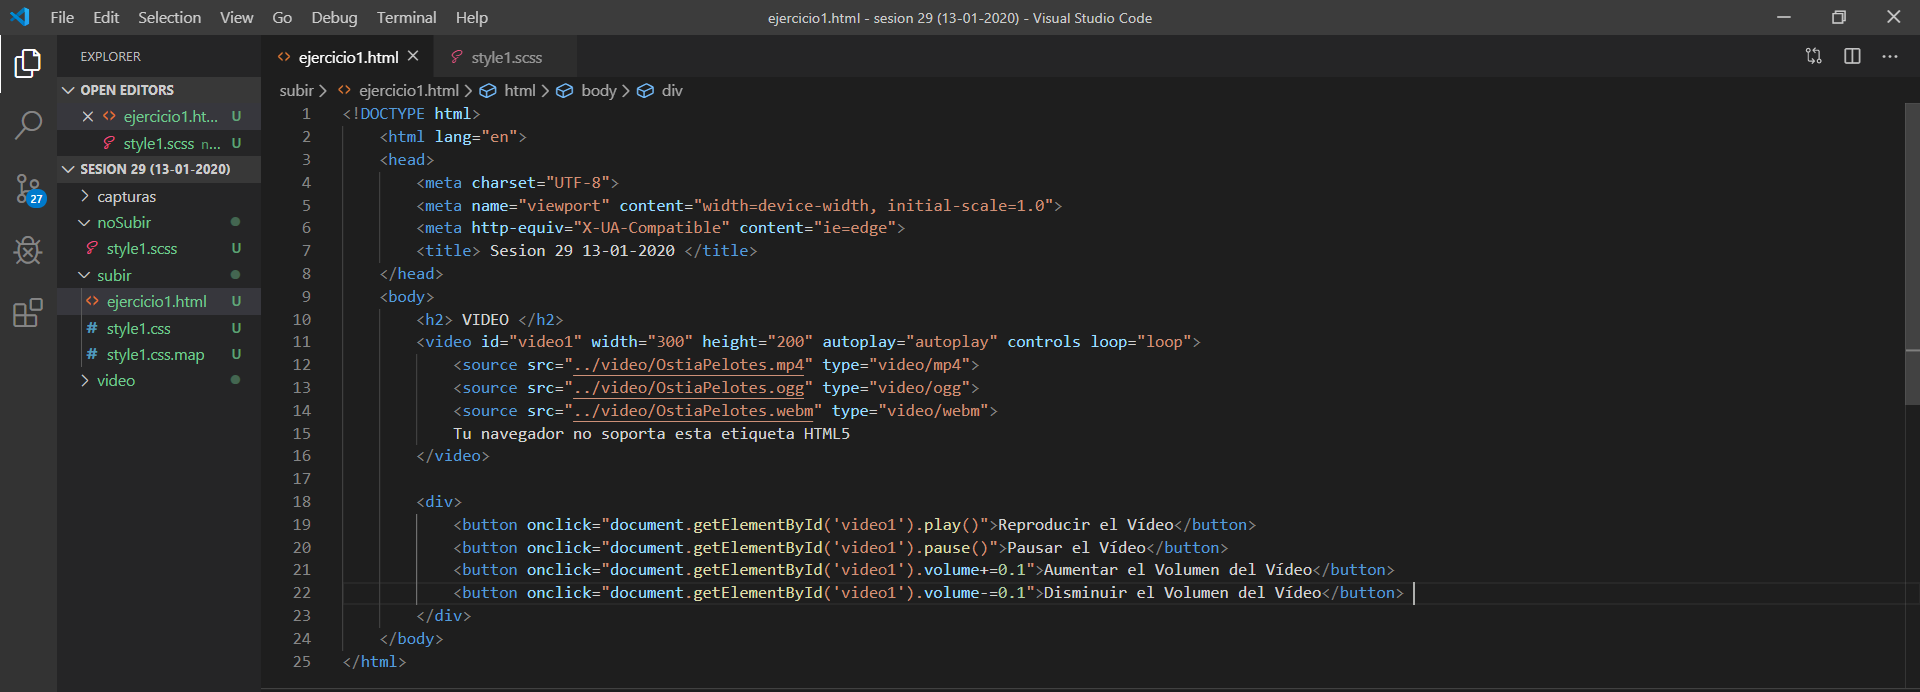 File Edit Selection View Go Debug Terminal Help
ejercicio1.html - sesion 29 (13-01-2020) - Visual Studio Code
EXPLORER
OPEN EDITORS
ejercicio1.ht... U
style1.scss n... U
SESION 29 (13-01-2020)
27
capturas
noSubir
style1.scss U
subir
ejercicio1.html U
style1.css U
style1.css.map U
video
ejercicio1.html style1.scss
subir > ejercicio1.html > html > body > div
1 <!DOCTYPE html>
2 <html lang="en">
3 <head>
4 <meta charset="UTF-8">
5 <meta name="viewport" content="width=device-width, initial-scale=1.0">
6 <meta http-equiv="X-UA-Compatible" content="ie=edge">
7 <title> Sesion 29 13-01-2020 </title>
8 </head>
9 <body>
10 <h2> VIDEO </h2>
11 <video id="video1" width="300" height="200" autoplay="autoplay" controls loop="loop">
12 <source src="../video/OstiaPelotes.mp4" type="video/mp4">
13 <source src="../video/OstiaPelotes.ogg" type="video/ogg">
14 <source src="../video/OstiaPelotes.webm" type="video/webm">
15 Tu navegador no soporta esta etiqueta HTML5
16 </video>
17
18 <div>
19 <button onclick="document.getElementById('video1').play()">Reproducir el Vídeo</button>
20 <button onclick="document.getElementById('video1').pause()">Pausar el Vídeo</button>
21 <button onclick="document.getElementById('video1').volume+=0.1">Aumentar el Volumen del Vídeo</button>
22 <button onclick="document.getElementById('video1').volume-=0.1">Disminuir el Volumen del Vídeo</button>
23 </div>
24 </body>
25 </html>